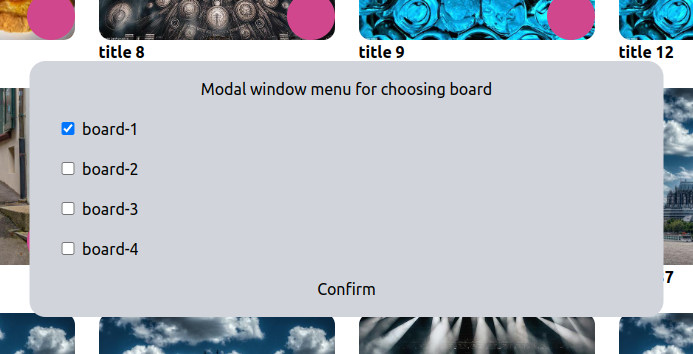 title 8
title 9
title 12
Modal window menu for choosing board
board-1
board-2
board-3
board-4
7
Confirm